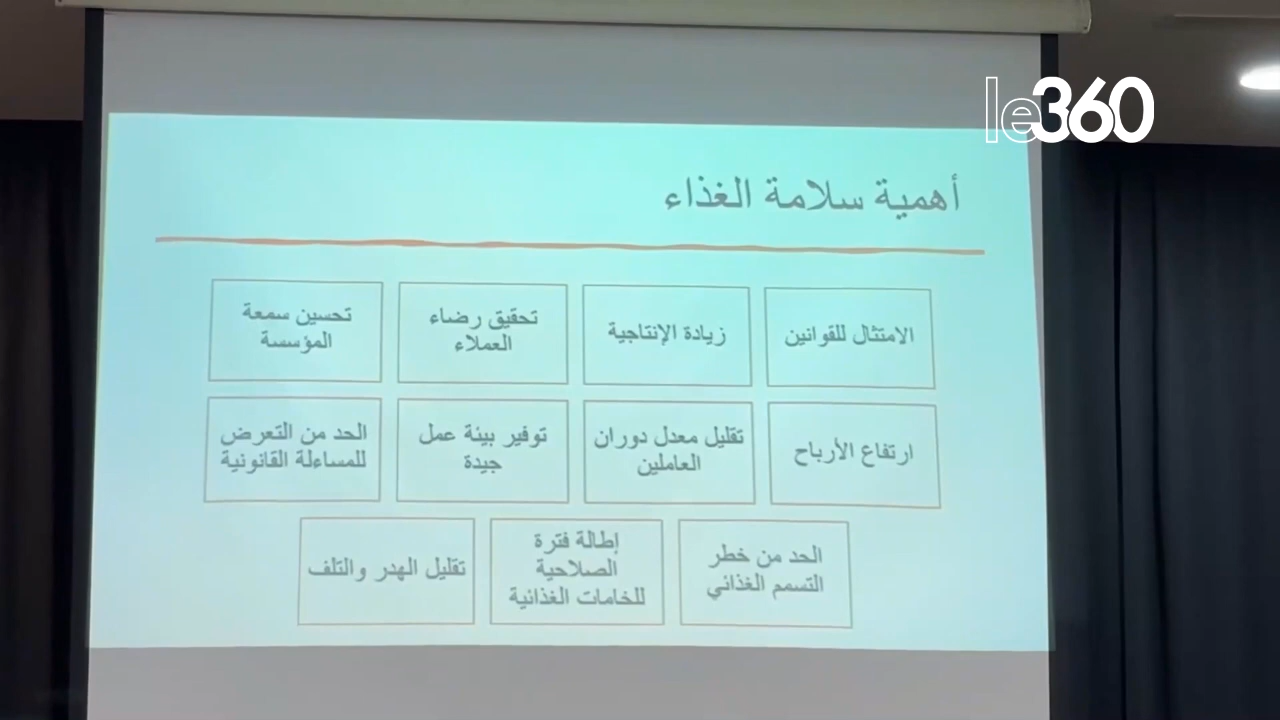 le360
أهمية سلامة الغذاء
الامتثال للقوانين
زيادة الإنتاجية
تحقيق رضاء
العملاء
تحسين سمعة
المؤسسة
ارتفاع الأرباح
تقليل معدل دوران
العاملين
توفير بيئة عمل
جيدة
الحد من التعرض
للمساءلة القانونية
الحد من خطر
التسمم الغذائي
إطالة فترة
الصلاحية
للخامات الغذائية
تقليل الهدر والتلف